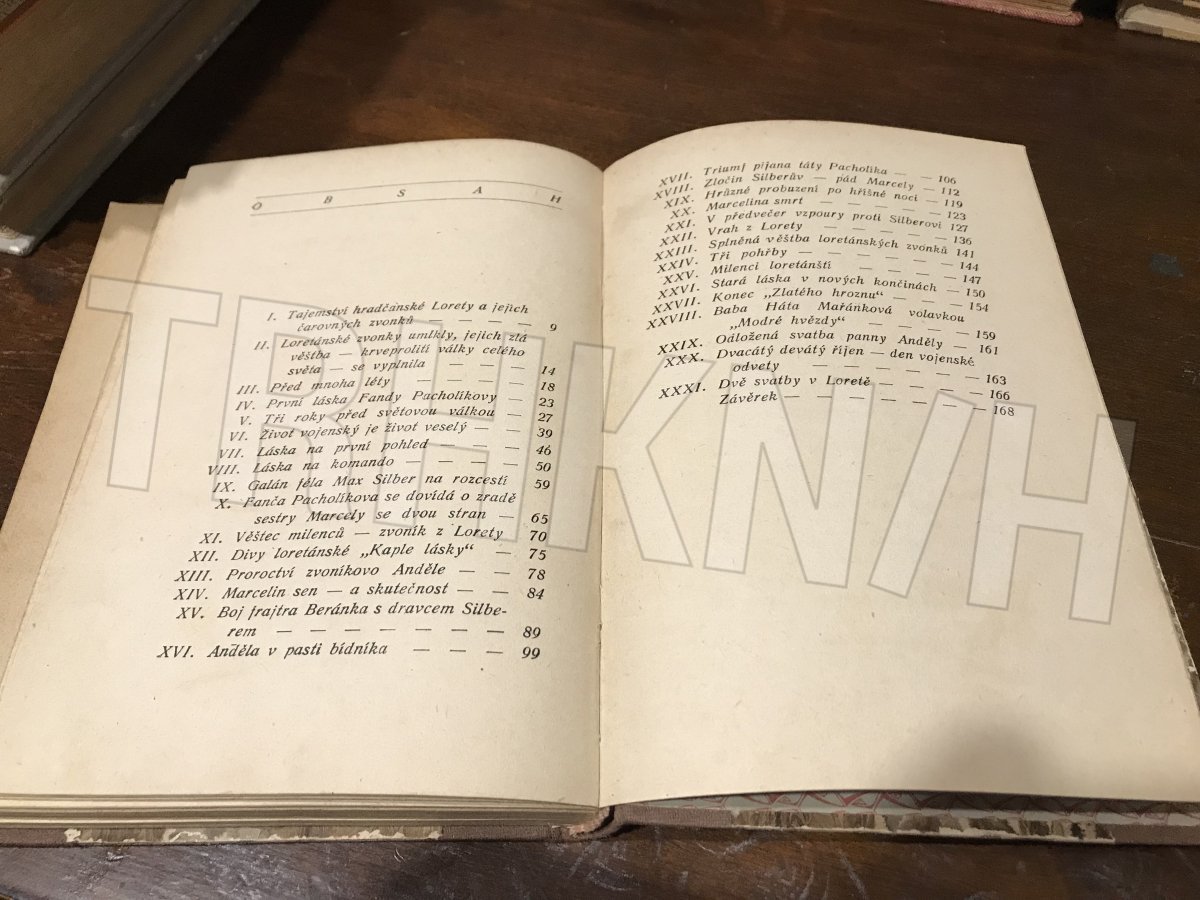 OBSAH
I. Tajemství hradčanské Lorety a jejich
čarovných zvonků — 9
II. Loretánské zvonky umlkly, jejich zlá
věštba — krveprolití války celého
světa — se vyplnila — — — 14
III. Před mnoha léty — — — — 18
IV. První láska Fandy Pacholíkovy — 23
V. Tři roky před světovou válkou — 27
VI. Život vojenský je život veselý — — 39
VII. Láska na první pohled — — — 46
VIII. Láska na komando — — — — 50
IX. Galán féla Max Silber na rozcestí 59
X. Fanča Pacholíková se dovídá o zradě
sestry Marcely se dvou stran — 65
XI. Věštec milenců — zvoník z Lorety 70
XII. Divy loretánské „Kaple lásky“ — 75
XIII. Proroctví zvoníkovo Anděle — — 78
XIV. Marcelin sen — a skutečnost — — 84
XV. Boj frajtra Beránka s dravcem Silbe-
rem — — — — — — — 89
XVI. Anděla v pasti bídníka — — — 99
XVII. Triumf pijana táty Pacholíka — — 106
XVIII. Zločin Silberův — pád Marcely — 112
XIX. Hrůzné probuzení po hříšné noci — 119
XX. Marcelina smrt — — — — — 123
XXI. V předvečer vzpoury proti Silberovi 127
XXII. Vrah z Lorety — — — — — 136
XXIII. Splněná věštba loretánských zvonků 141
XXIV. Tři pohřby — — — — — 144
XXV. Milenci loretánští — — — — 147
XXVI. Stará láska v nových končinách — 150
XXVII. Konec „Zlatého hroznu“ — — — 154
XXVIII. Baba Háta Mařáňková volavkou
„Modré hvězdy“ — — — — 159
XXIX. Odložená svatba panny Anděly — 161
XXX. Dvacátý devátý říjen — den vojenské
odvety — — — — — — 163
XXXI. Dvě svatby v Loretě — — — — 166
Závěrek — — — — — — — 168
TRHKNIH